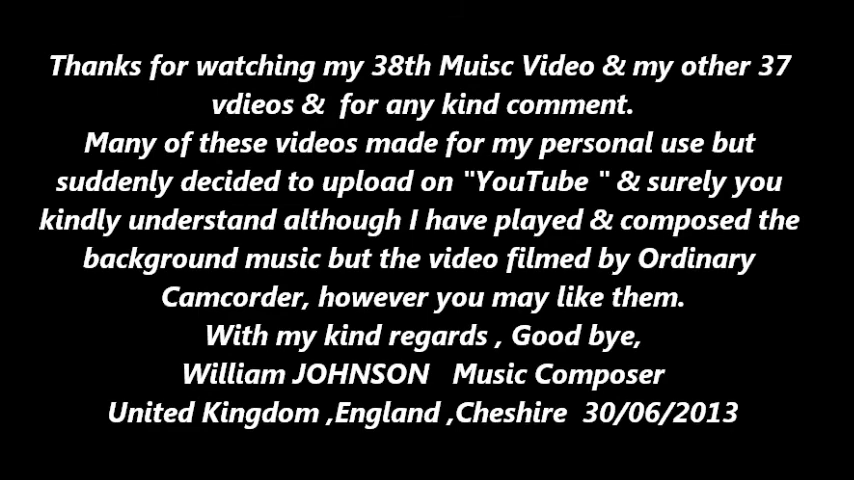 Thanks for watching my 38th Muisc Video & my other 37
vdieos &  for any kind comment.
Many of these videos made for my personal use but
suddenly decided to upload on "YouTube " & surely you
kindly understand although I have played & composed the
background music but the video filmed by Ordinary
Camcorder, however you may like them.
With my kind regards , Good bye,
William JOHNSON   Music Composer
United Kingdom ,England ,Cheshire  30/06/2013